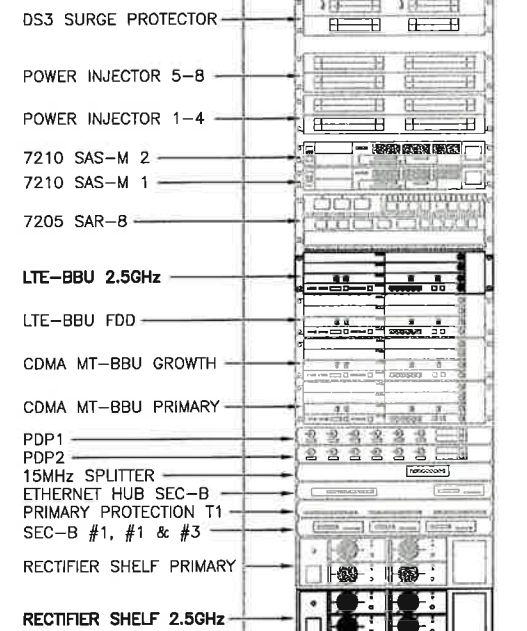 DS3 SURGE PROTECTOR
POWER INJECTOR 5-8
POWER INJECTOR 1-4
7210 SAS-M 2
7210 SAS-M 1
7205 SAR-8
LTE-BBU 2.5GHz
LTE-BBU FDD
CDMA MT-BBU GROWTH
CDMA MT-BBU PRIMARY
PDP1
PDP2
15MHz SPLITTER
ETHERNET HUB SEC-B
PRIMARY PROTECTION T1
SEC-B #1, #1 & #3
RECTIFIER SHELF PRIMARY
RECTIFIER SHELF 2.5GHz